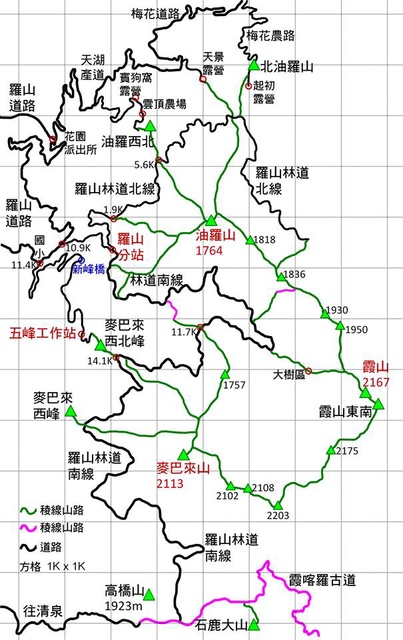 梅花道路
梅花農路
天湖
產道
賓狗窩
露營
天景
露營
北油羅山
羅山
道路
雲頂農場
起初
露營
花園
派出所
油羅西北
5.6K
羅山林道
北線
羅山林道北線
1.9K
羅山
道路
油羅山
1764
羅山
分站
1818
國
小
10.9K
11.4K
新峰橋
林道南線
1836
1930
1950
五峰工作站
麥巴來
西北峰
11.7K
14.1K
大樹區
霞山
2167
1757
麥巴來
西峰
霞山東南
羅山林道
南線
麥巴來山
2113
2175
2102
2108
2203
稜線山路
稜線山路
道路
方格 1K x 1K
羅山林道
南線
高橋山
1923m
霞喀羅古道
往清泉
石鹿大山